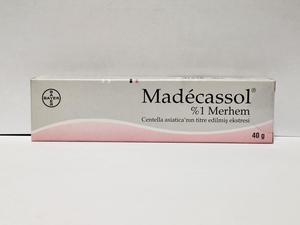 BAYER
Madécassol®
%1 Merhem
Centella asiatica'nın titre edilmiş ekstresi
40 g